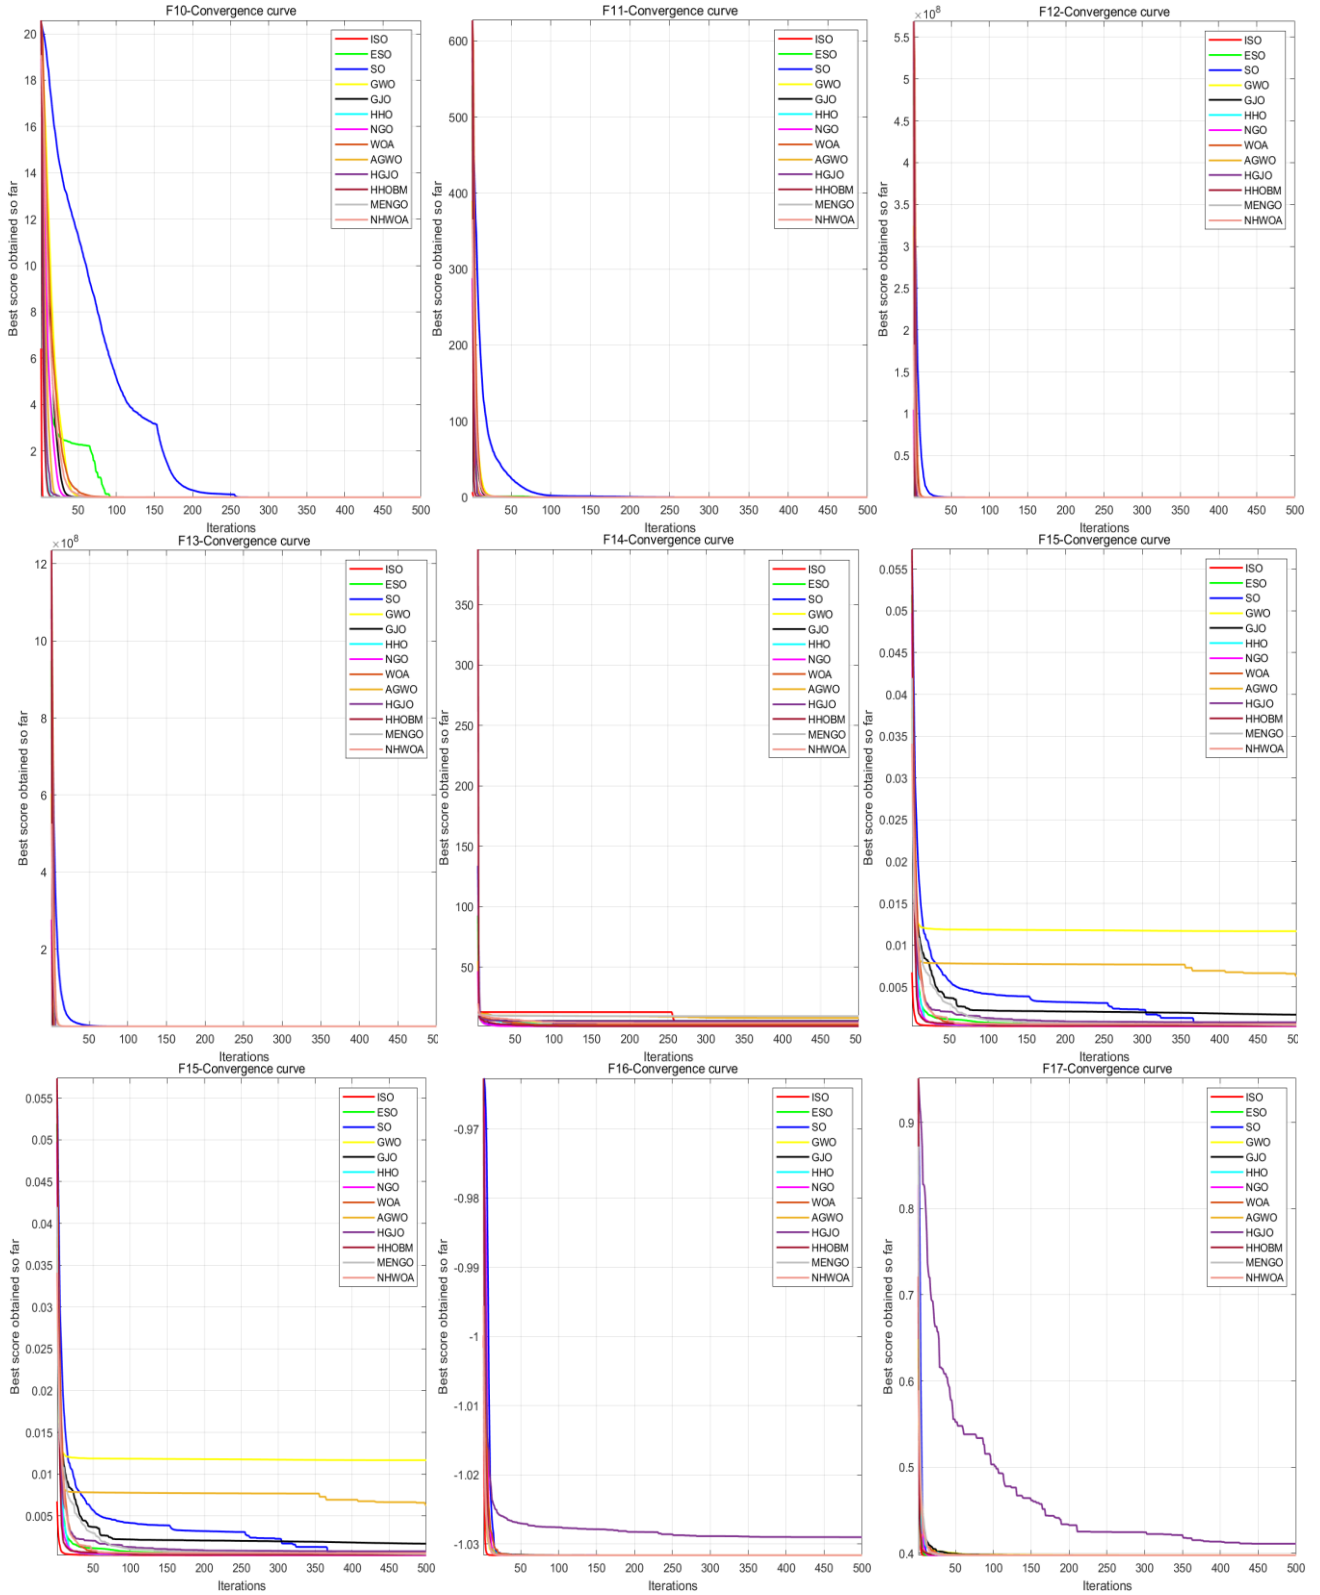 F10-Convergence curve
Best score obtained so far
20
18
16
14
12
10
8
6
4
2
50 100 150 200 250 300 350 400 450 500
Iterations
ISO
ESO
SO
GWO
GJO
HHO
NGO
WOA
AGWO
HGJO
HHOBM
MENGO
NHWOA
F11-Convergence curve
Best score obtained so far
600
500
400
300
200
100
0
50 100 150 200 250 300 350 400 450 500
Iterations
ISO
ESO
SO
GWO
GJO
HHO
NGO
WOA
AGWO
HGJO
HHOBM
MENGO
NHWOA
F12-Convergence curve
×10⁸
Best score obtained so far
5.5
5
4.5
4
3.5
3
2.5
2
1.5
1
0.5
50 100 150 200 250 300 350 400 450 500
Iterations
ISO
ESO
SO
GWO
GJO
HHO
NGO
WOA
AGWO
HGJO
HHOBM
MENGO
NHWOA
F13-Convergence curve
×10⁸
Best score obtained so far
12
10
8
6
4
2
50 100 150 200 250 300 350 400 450 500
Iterations
ISO
ESO
SO
GWO
GJO
HHO
NGO
WOA
AGWO
HGJO
HHOBM
MENGO
NHWOA
F14-Convergence curve
Best score obtained so far
350
300
250
200
150
100
50
50 100 150 200 250 300 350 400 450 500
Iterations
ISO
ESO
SO
GWO
GJO
HHO
NGO
WOA
AGWO
HGJO
HHOBM
MENGO
NHWOA
F15-Convergence curve
Best score obtained so far
0.055
0.05
0.045
0.04
0.035
0.03
0.025
0.02
0.015
0.01
0.005
50 100 150 200 250 300 350 400 450 500
Iterations
ISO
ESO
SO
GWO
GJO
HHO
NGO
WOA
AGWO
HGJO
HHOBM
MENGO
NHWOA
F15-Convergence curve
Best score obtained so far
0.055
0.05
0.045
0.04
0.035
0.03
0.025
0.02
0.015
0.01
0.005
50 100 150 200 250 300 350 400 450 500
Iterations
ISO
ESO
SO
GWO
GJO
HHO
NGO
WOA
AGWO
HGJO
HHOBM
MENGO
NHWOA
F16-Convergence curve
Best score obtained so far
-0.97
-0.98
-0.99
-1
-1.01
-1.02
-1.03
50 100 150 200 250 300 350 400 450 500
Iterations
ISO
ESO
SO
GWO
GJO
HHO
NGO
WOA
AGWO
HGJO
HHOBM
MENGO
NHWOA
F17-Convergence curve
Best score obtained so far
0.9
0.8
0.7
0.6
0.5
0.4
50 100 150 200 250 300 350 400 450 500
Iterations
ISO
ESO
SO
GWO
GJO
HHO
NGO
WOA
AGWO
HGJO
HHOBM
MENGO
NHWOA